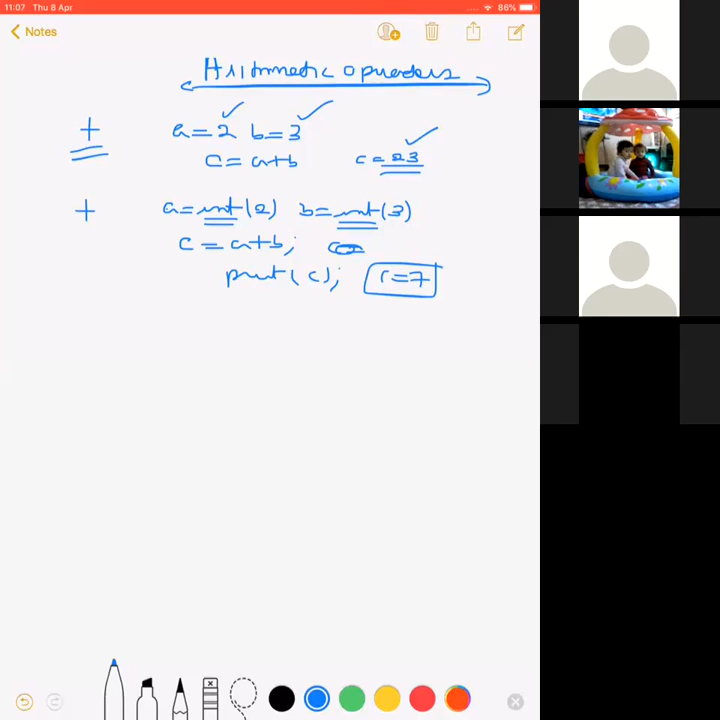 11:07 Thu 8 Apr 86%
Notes
Arithmetic operators
+ a=2 b=3
c=a+b c=23
+ a=int(2) b=int(3)
c=a+b;
print(c); c=7